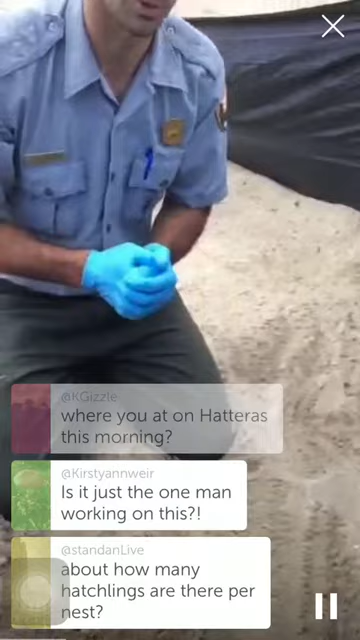 @KGizzle
where you at on Hatteras
this morning?
@Kirstyannweir
Is it just the one man
working on this?!
@standanLive
about how many
hatchlings are there per
nest?